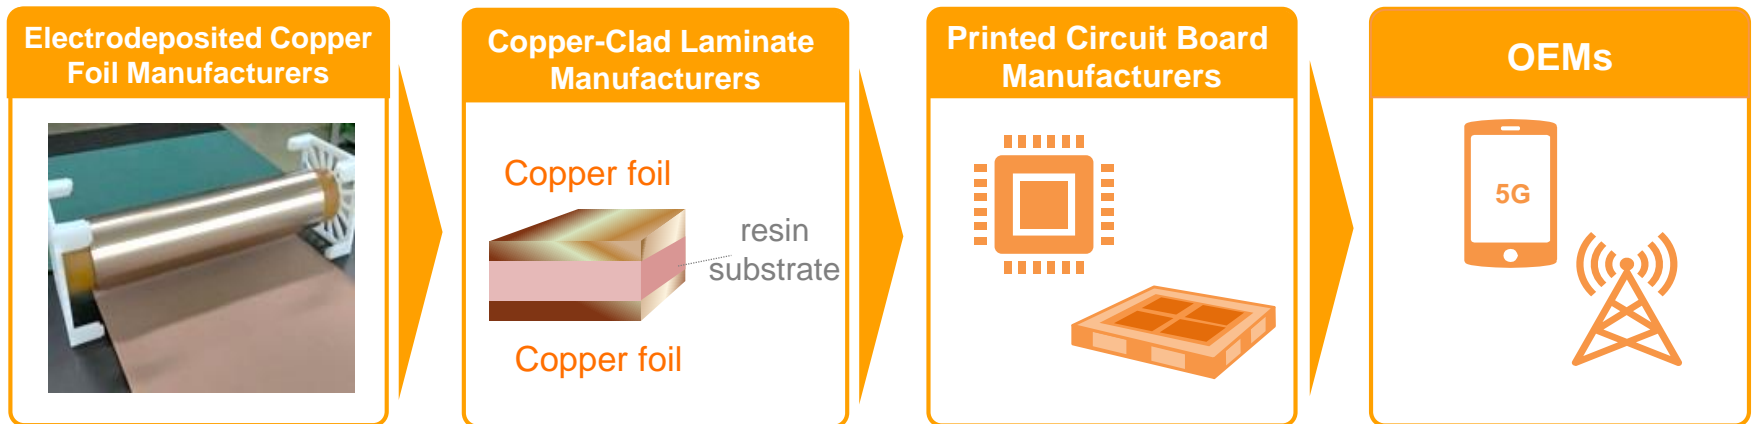 Electrodeposited Copper
Foil Manufacturers
Copper-Clad Laminate
Manufacturers
Copper foil
resin
substrate
Copper foil
Printed Circuit Board
Manufacturers
OEMs
5G